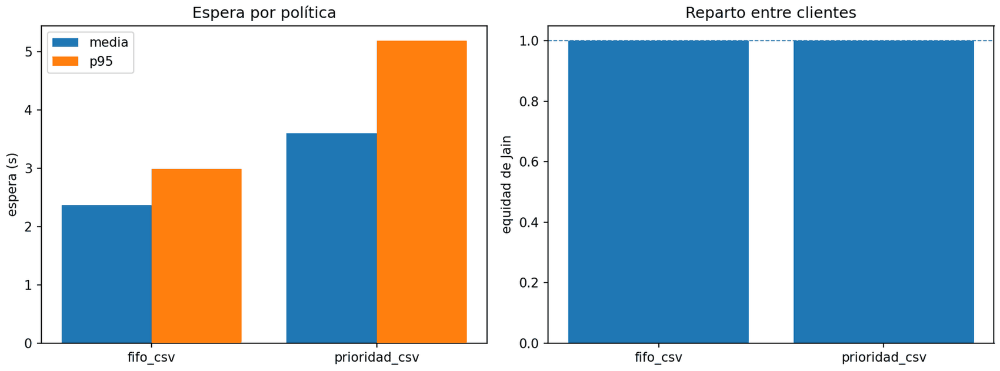 Espera por política
media
p95
espera (s)
5
4
3
2
1
0
fifo_csv
prioridad_csv
Reparto entre clientes
equidad de Jain
1.0
0.8
0.6
0.4
0.2
0.0
fifo_csv
prioridad_csv